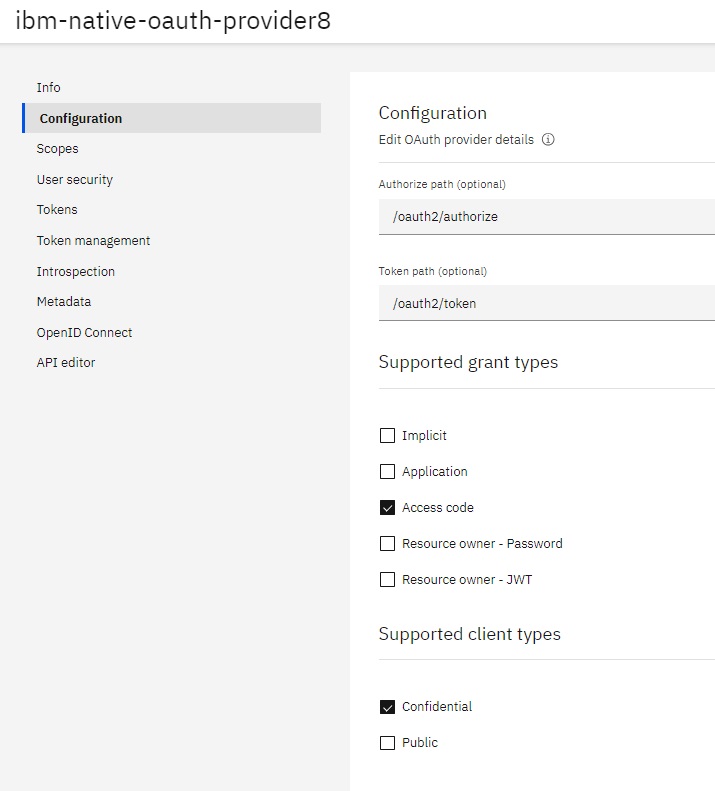 ibm-native-oauth-provider8
Info
Configuration
Scopes
User security
Tokens
Token management
Introspection
Metadata
OpenID Connect
API editor
Configuration
Edit OAuth provider details
Authorize path (optional)
/oauth2/authorize
Token path (optional)
/oauth2/token
Supported grant types
Implicit
Application
Access code
Resource owner - Password
Resource owner - JWT
Supported client types
Confidential
Public